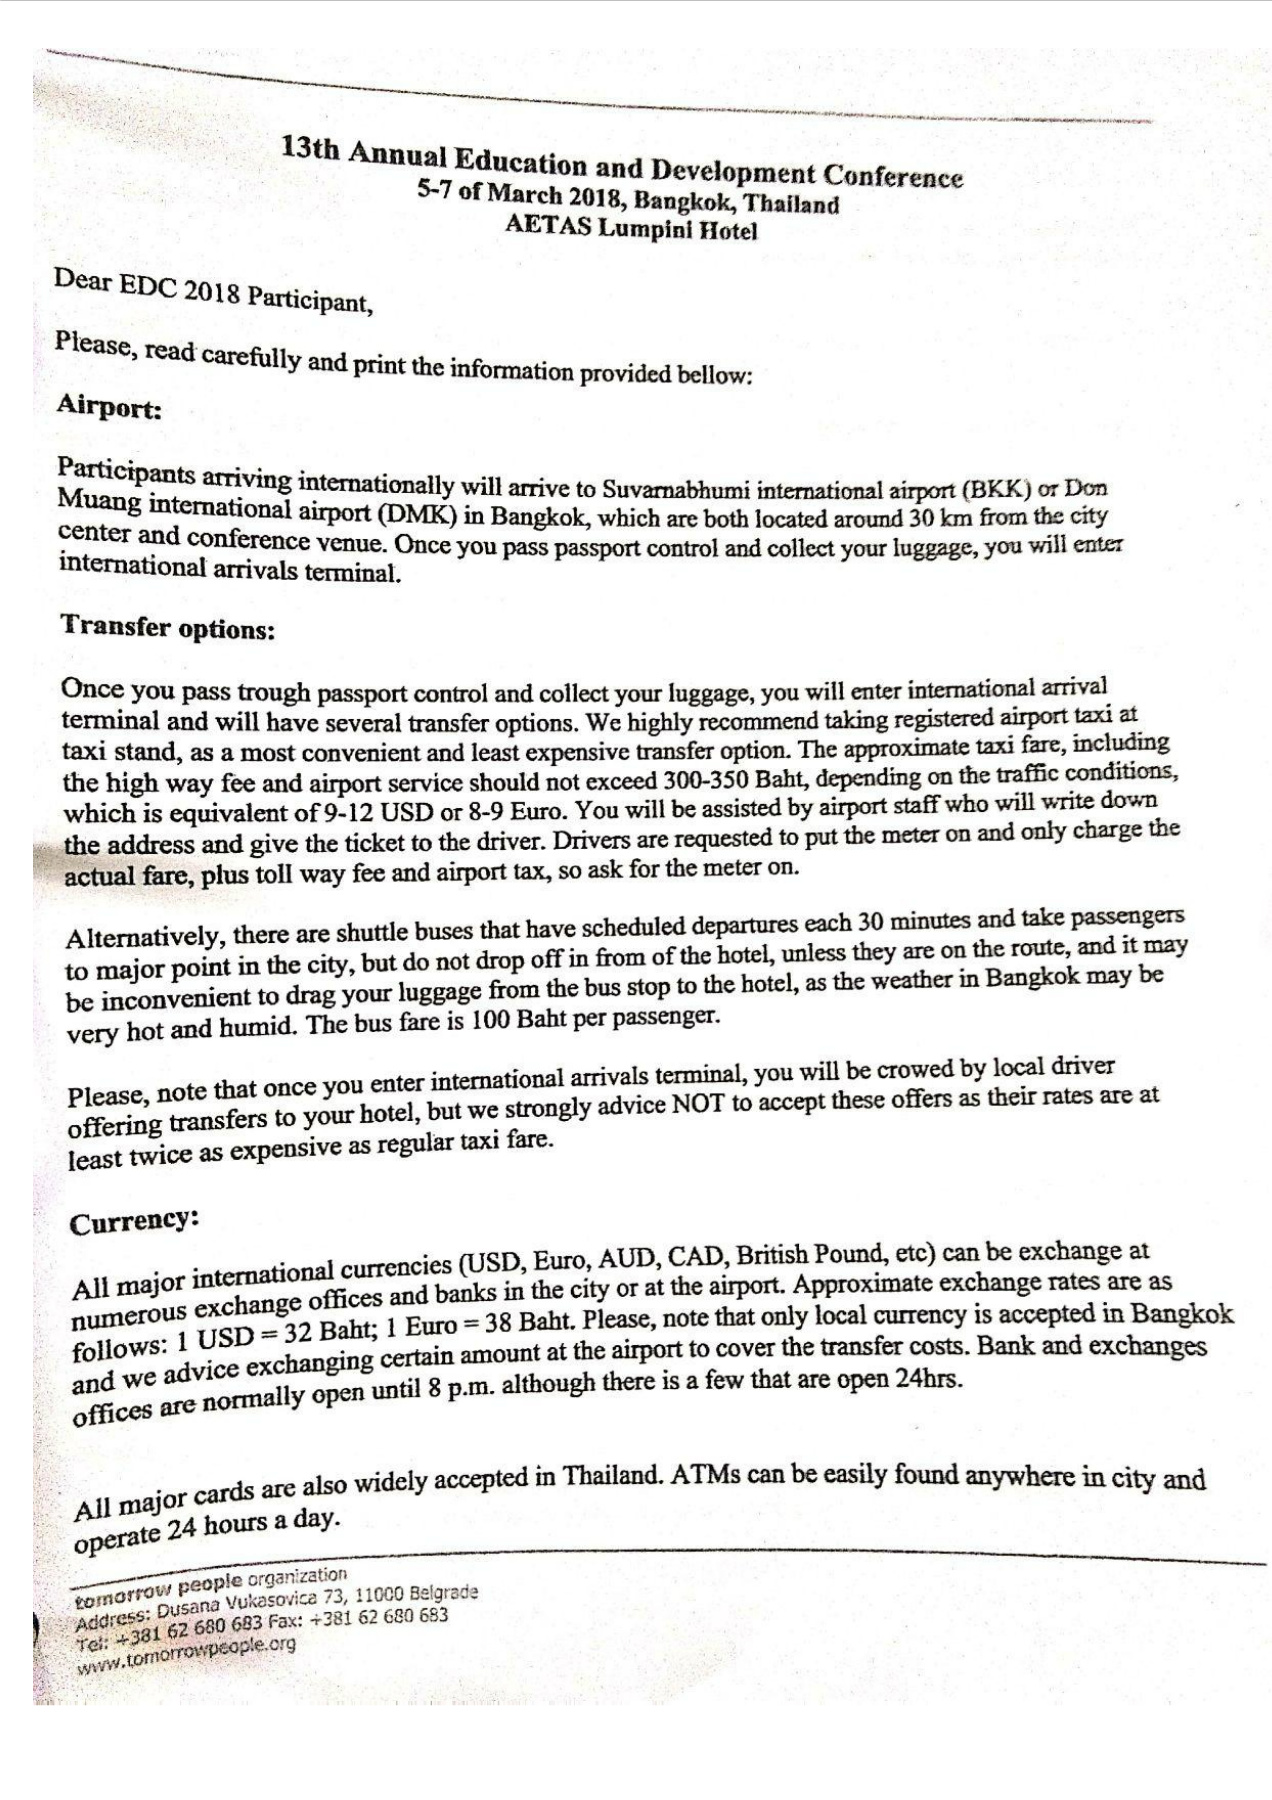 13th Annual Education and Development Conference
5-7 of March 2018, Bangkok, Thailand
AETAS Lumpini Hotel
Dear EDC 2018 Participant,
Please, read carefully and print the information provided bellow:
Airport:
Participants arriving internationally will arrive to Suvarnabhumi international airport (BKK) or Don
Muang international airport (DMK) in Bangkok, which are both located around 30 km from the city
center and conference venue. Once you pass passport control and collect your luggage, you will enter
international arrivals terminal.
Transfer options:
Once you pass trough passport control and collect your luggage, you will enter international arrival
terminal and will have several transfer options. We highly recommend taking registered airport taxi at
taxi stand, as a most convenient and least expensive transfer option. The approximate taxi fare, including
the high way fee and airport service should not exceed 300-350 Baht, depending on the traffic conditions,
which is equivalent of 9-12 USD or 8-9 Euro. You will be assisted by airport staff who will write down
the address and give the ticket to the driver. Drivers are requested to put the meter on and only charge the
actual fare, plus toll way fee and airport tax, so ask for the meter on.
Alternatively, there are shuttle buses that have scheduled departures each 30 minutes and take passengers
to major point in the city, but do not drop off in from of the hotel, unless they are on the route, and it may
be inconvenient to drag your luggage from the bus stop to the hotel, as the weather in Bangkok may be
very hot and humid. The bus fare is 100 Baht per passenger.
Please, note that once you enter international arrivals terminal, you will be crowed by local driver
offering transfers to your hotel, but we strongly advice NOT to accept these offers as their rates are at
least twice as expensive as regular taxi fare.
Currency:
All major international currencies (USD, Euro, AUD, CAD, British Pound, etc) can be exchange at
numerous exchange offices and banks in the city or at the airport. Approximate exchange rates are as
follows: 1 USD = 32 Baht; 1 Euro = 38 Baht. Please, note that only local currency is accepted in Bangkok
and we advice exchanging certain amount at the airport to cover the transfer costs. Bank and exchanges
offices are normally open until 8 p.m. although there is a few that are open 24hrs.
All major cards are also widely accepted in Thailand. ATMs can be easily found anywhere in city and
operate 24 hours a day.
tomorrow people organization
Address: Dusana Vukasovica 73, 11000 Belgrade
Tel: +381 62 680 683 Fax: +381 62 680 683
www.tomorrowpeople.org